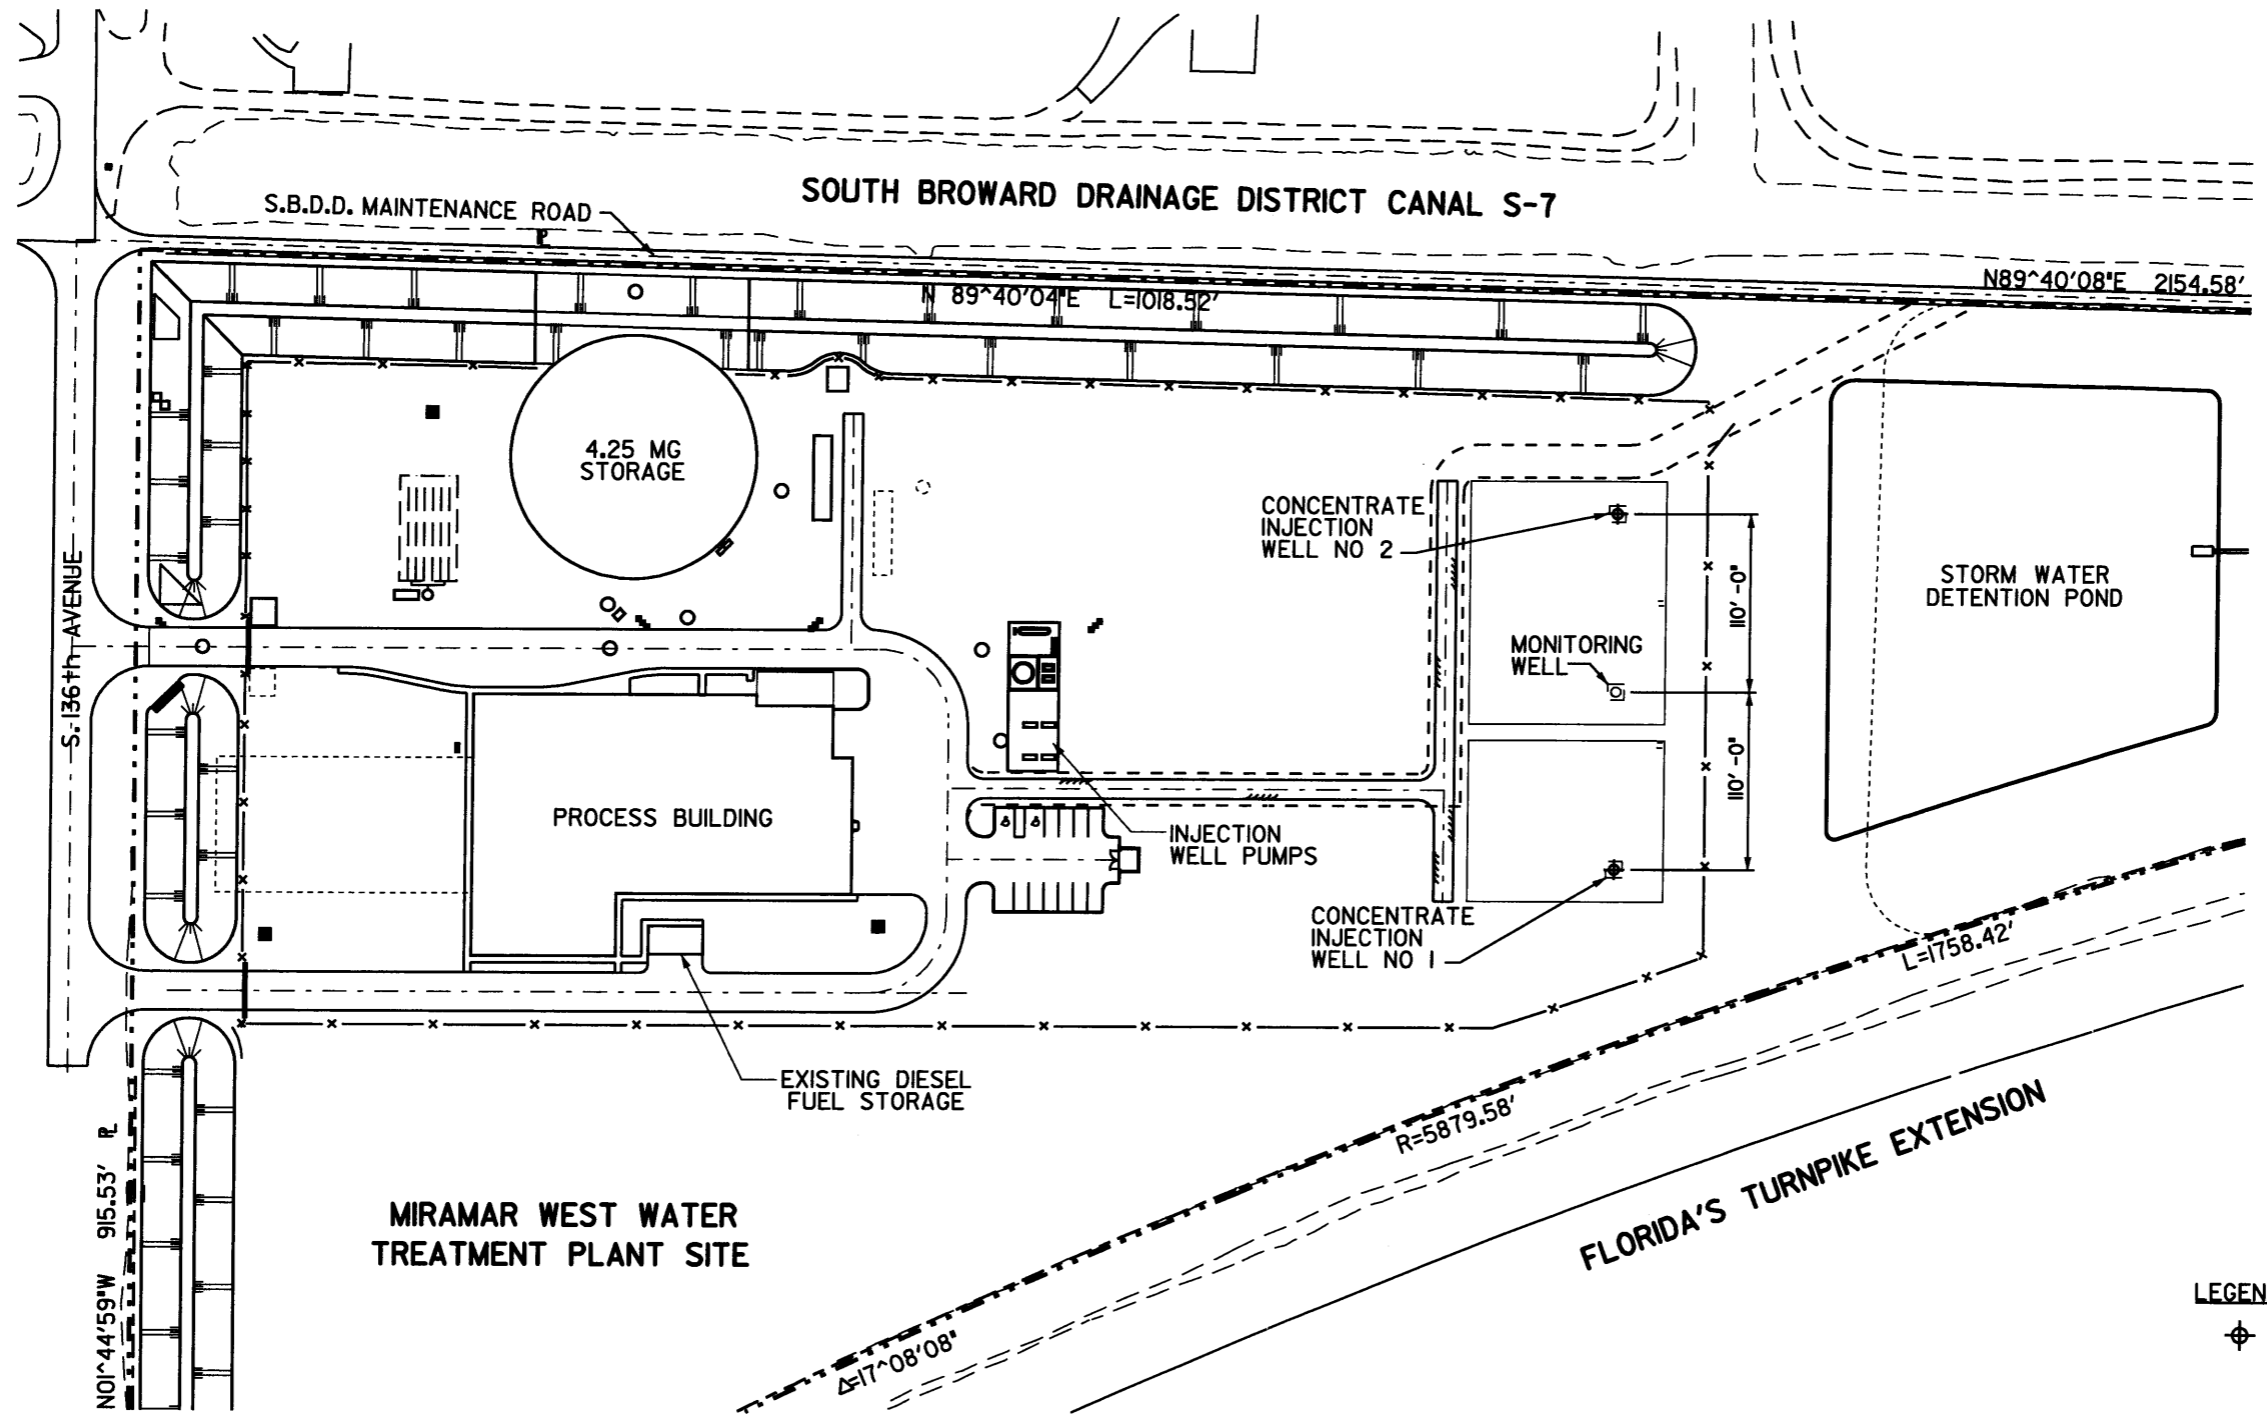 SOUTH BROWARD DRAINAGE DISTRICT CANAL S-7
S.B.D.D. MAINTENANCE ROAD
PL
N89^40'08"E 2154.58'
N 89^40'04"E L=1018.52'
4.25 MG
STORAGE
CONCENTRATE
INJECTION
WELL NO 2
110'-0"
STORM WATER
DETENTION POND
S. 136th AVENUE
MONITORING
WELL
110'-0"
PROCESS BUILDING
INJECTION
WELL PUMPS
CONCENTRATE
INJECTION
WELL NO 1
L=1758.42'
EXISTING DIESEL
FUEL STORAGE
R=5879.58'
FLORIDA'S TURNPIKE EXTENSION
N01^44'59"W 915.53' PL
MIRAMAR WEST WATER
TREATMENT PLANT SITE
Δ=17^08'08"
LEGEN